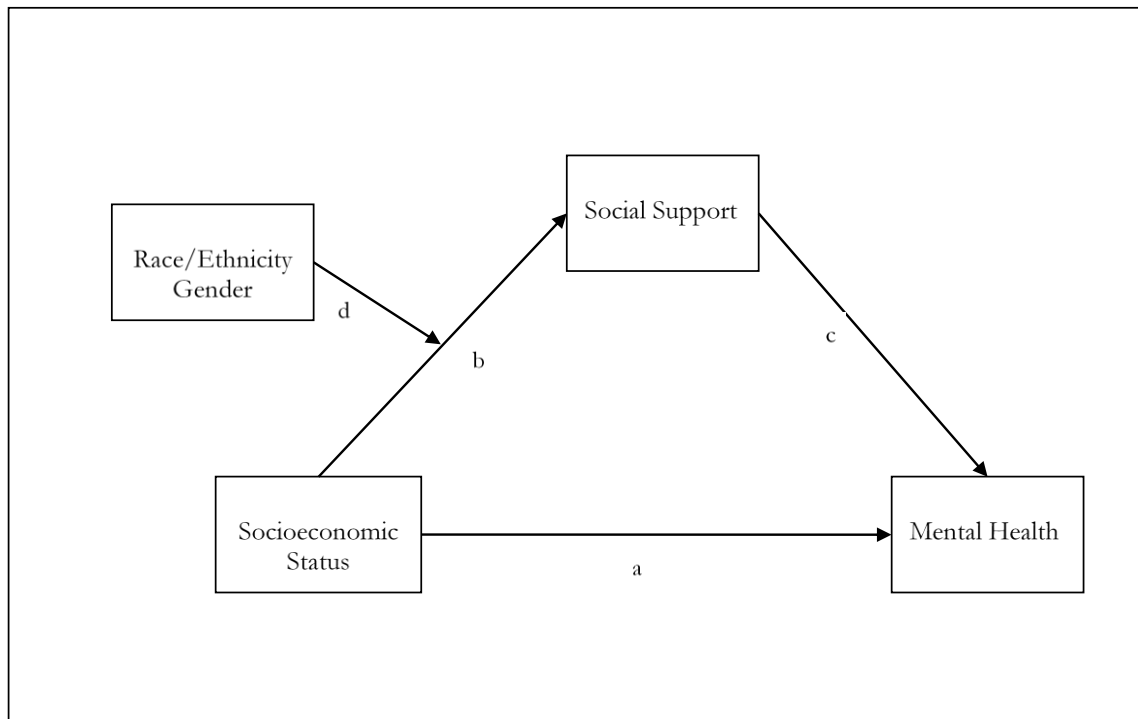 Social Support
Race/Ethnicity
Gender
d
c
b
Socioeconomic
Status
Mental Health
a